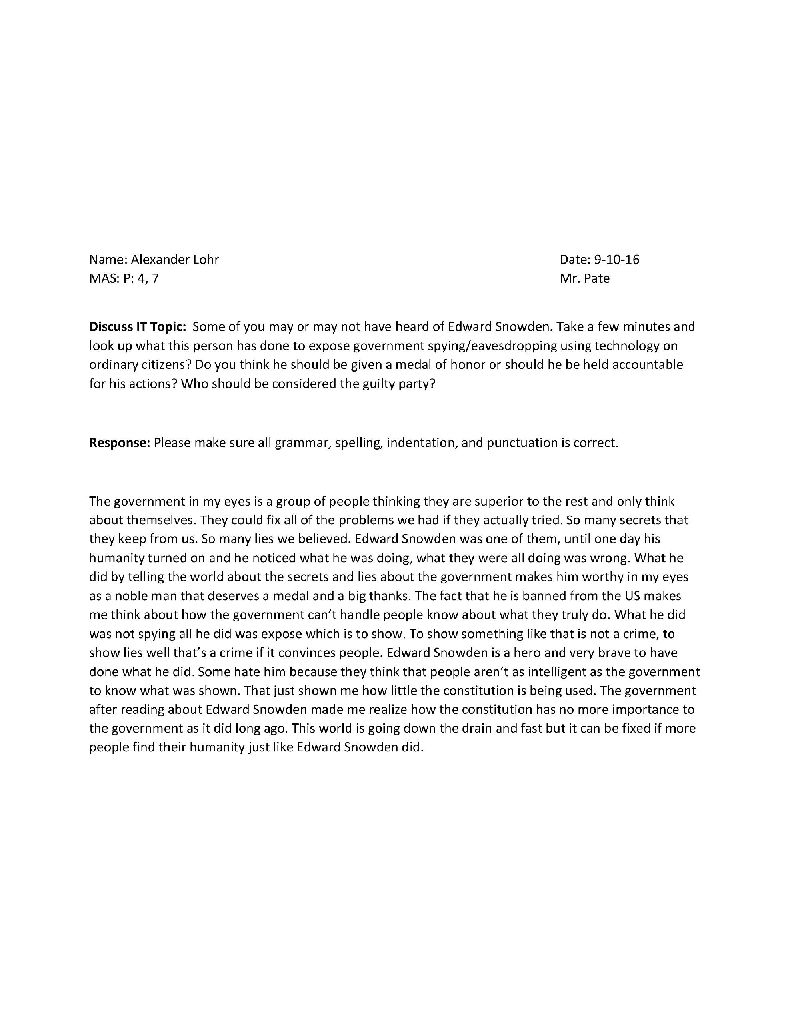 Name: Alexander Lohr Date: 9-10-16
MAS: P: 4, 7 Mr. Pate
Discuss IT Topic: Some of you may or may not have heard of Edward Snowden. Take a few minutes and
look up what this person has done to expose government spying/eavesdropping using technology on
ordinary citizens? Do you think he should be given a medal of honor or should he be held accountable
for his actions? Who should be considered the guilty party?
Response: Please make sure all grammar, spelling, indentation, and punctuation is correct.
The government in my eyes is a group of people thinking they are superior to the rest and only think
about themselves. They could fix all of the problems we had if they actually tried. So many secrets that
they keep from us. So many lies we believed. Edward Snowden was one of them, until one day his
humanity turned on and he noticed what he was doing, what they were all doing was wrong. What he
did by telling the world about the secrets and lies about the government makes him worthy in my eyes
as a noble man that deserves a medal and a big thanks. The fact that he is banned from the US makes
me think about how the government can’t handle people know about what they truly do. What he did
was not spying all he did was expose which is to show. To show something like that is not a crime, to
show lies well that’s a crime if it convinces people. Edward Snowden is a hero and very brave to have
done what he did. Some hate him because they think that people aren’t as intelligent as the government
to know what was shown. That just shown me how little the constitution is being used. The government
after reading about Edward Snowden made me realize how the constitution has no more importance to
the government as it did long ago. This world is going down the drain and fast but it can be fixed if more
people find their humanity just like Edward Snowden did.